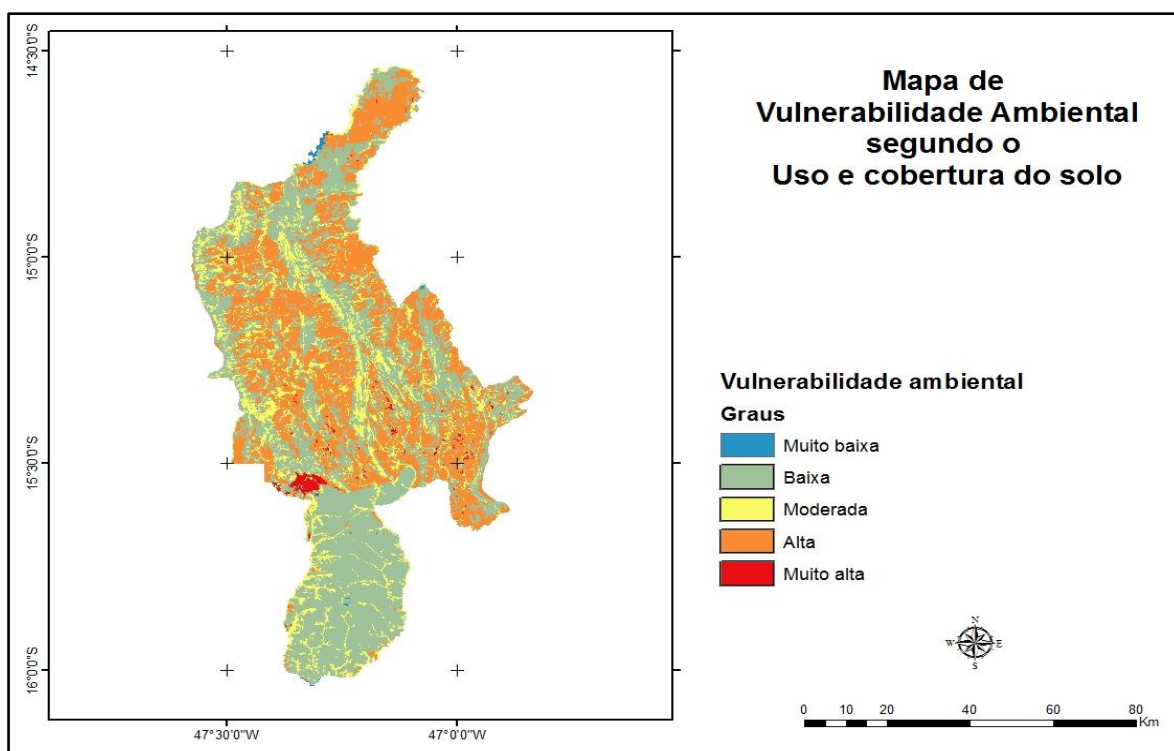 Mapa de
Vulnerabilidade Ambiental
segundo o
Uso e cobertura do solo
14°30'0"S
15°0'0"S
15°30'0"S
16°0'0"S
47°30'0"W
47°0'0"W
Vulnerabilidade ambiental
Graus
Muito baixa
Baixa
Moderada
Alta
Muito alta
N
W E
S
0 10 20 40 60 80
Km